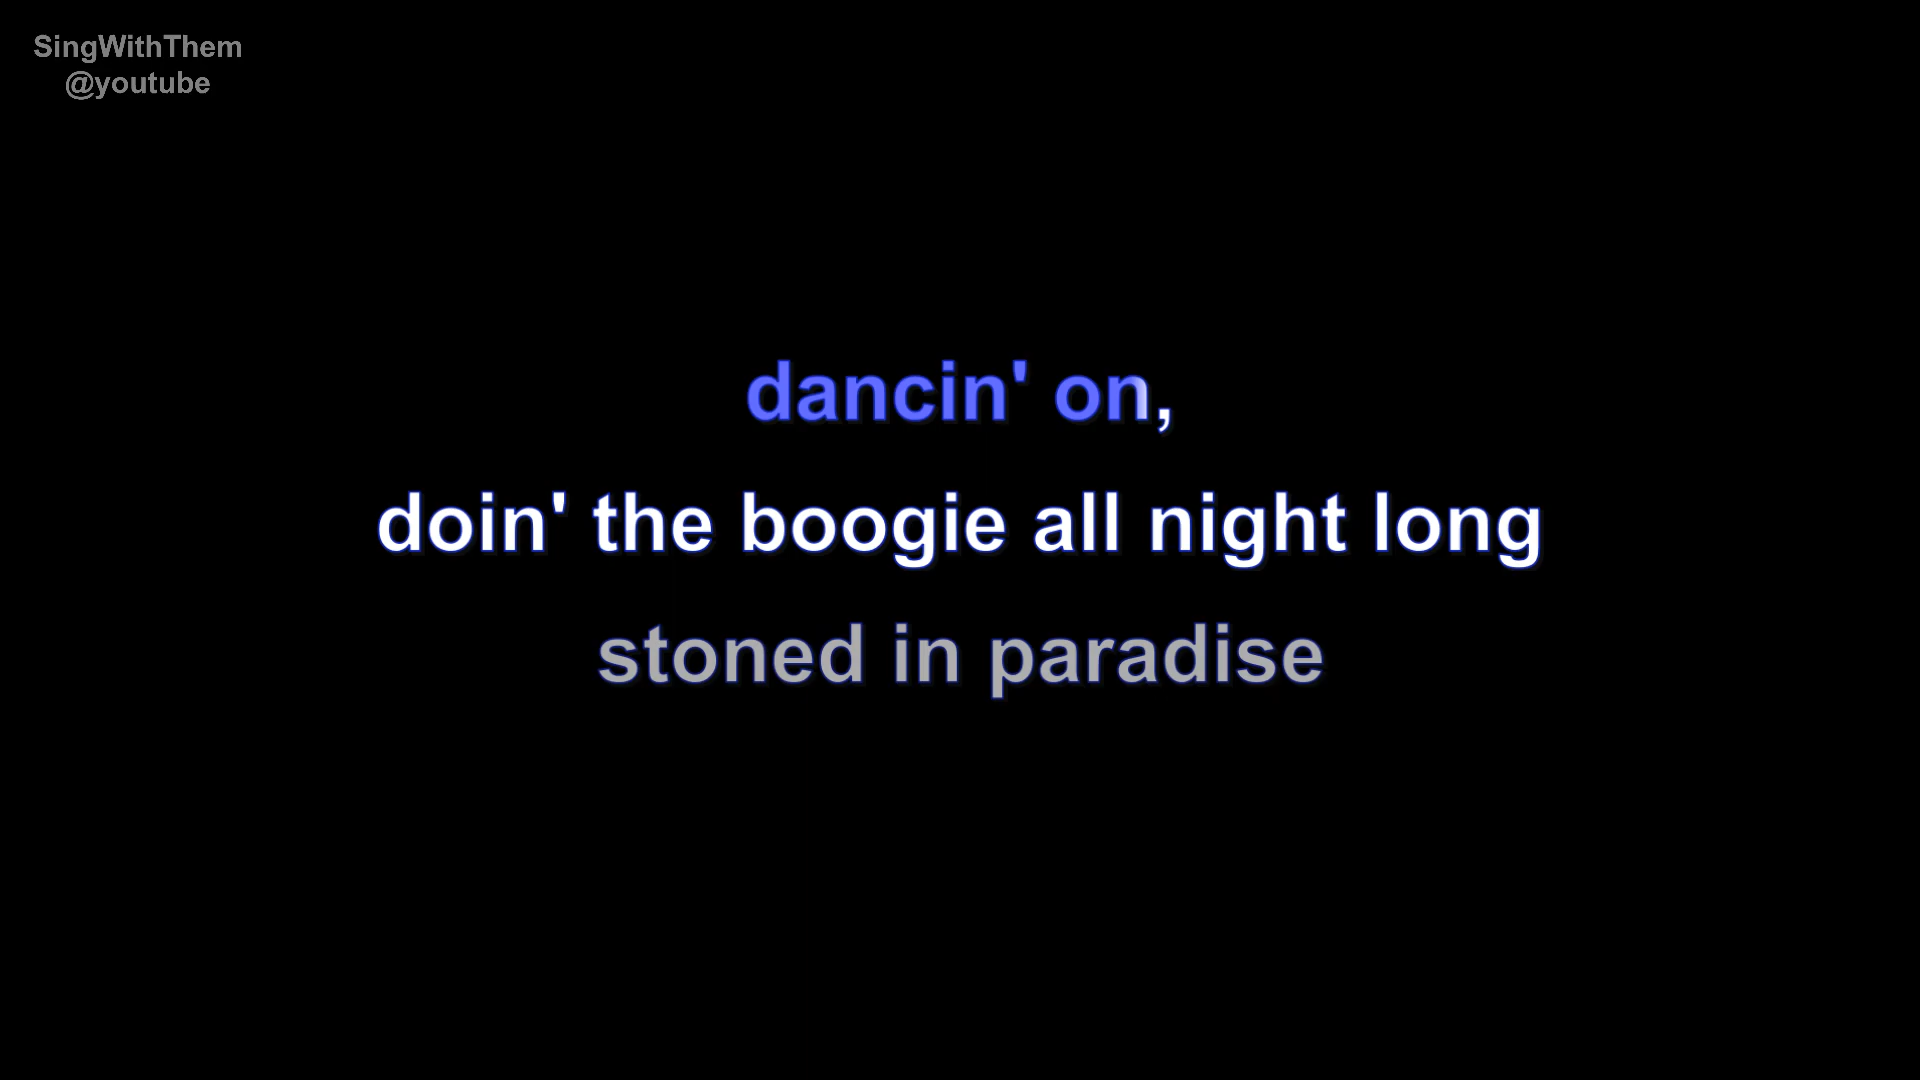 SingWithThem
@youtube
dancin' on,
doin' the boogie all night long
stoned in paradise